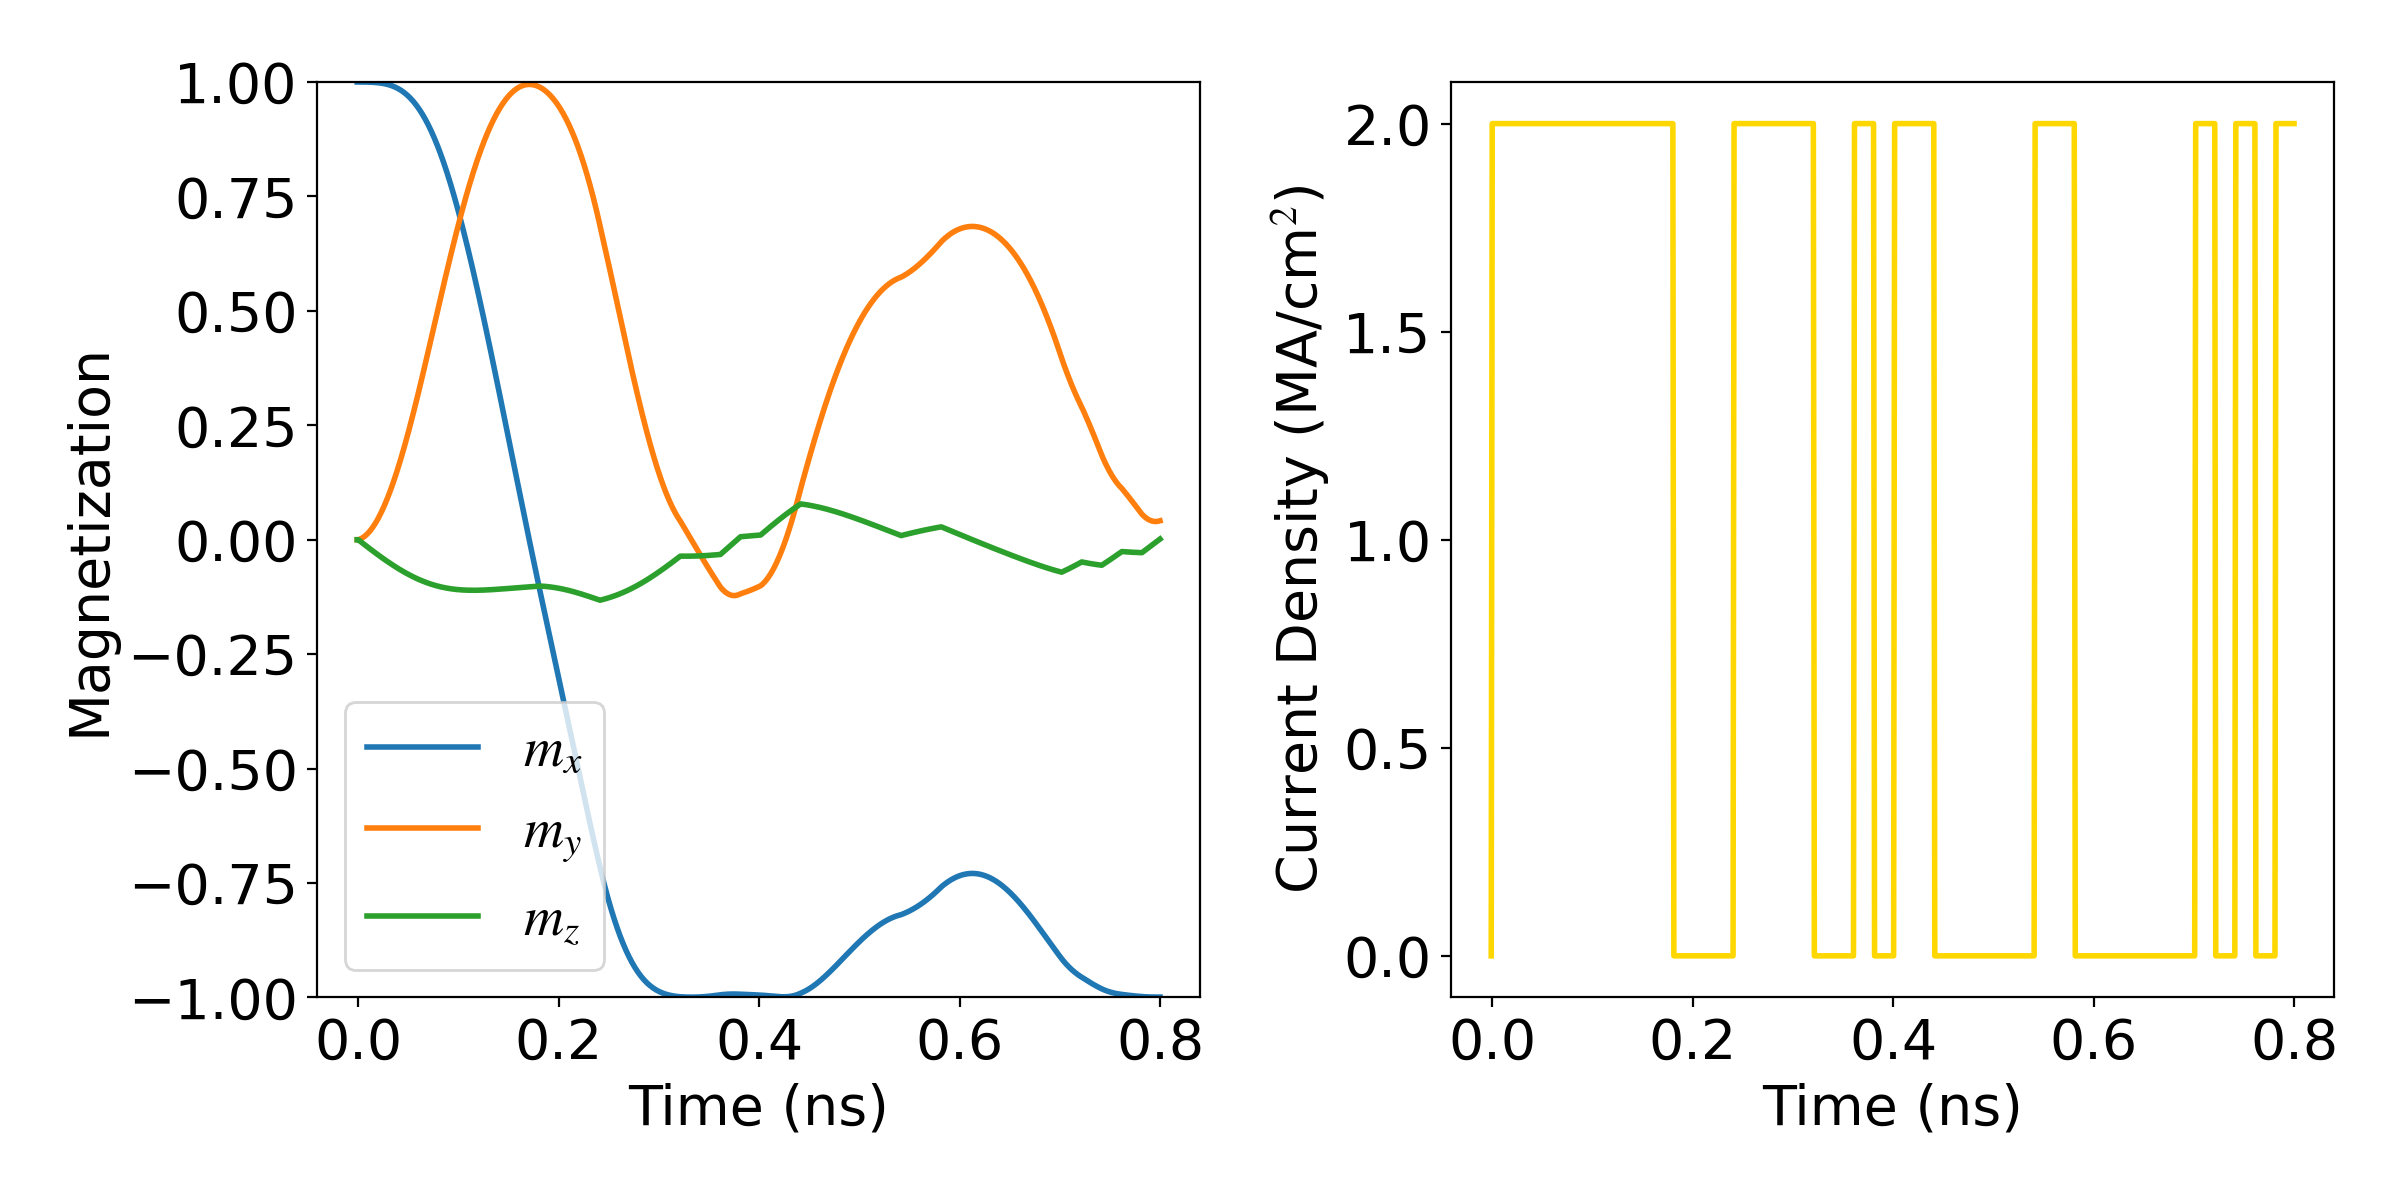 Magnetization
1.00
0.75
0.50
0.25
0.00
−0.25
−0.50
−0.75
−1.00
0.0 0.2 0.4 0.6 0.8
Time (ns)
m_x
m_y
m_z
Current Density (MA/cm²)
2.0
1.5
1.0
0.5
0.0
0.0 0.2 0.4 0.6 0.8
Time (ns)